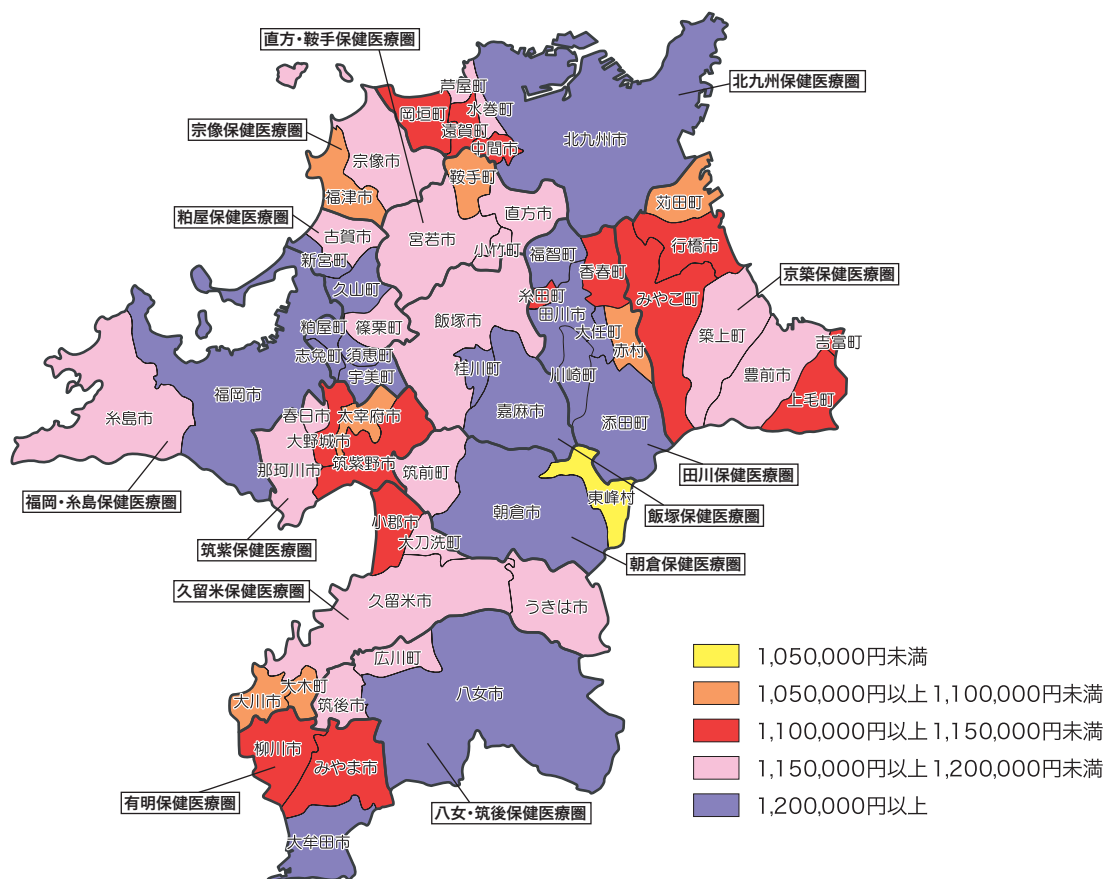 直方・鞍手保健医療圏
北九州保健医療圏
芦屋町
水巻町
岡垣町
遠賀町
中間市
北九州市
宗像保健医療圏
宗像市
鞍手町
福津市
苅田町
直方市
粕屋保健医療圏
古賀市
宮若市
小竹町
福智町
行橋市
新宮町
香春町
京築保健医療圏
久山町
糸田町
みやこ町
田川市
飯塚市
粕屋町
篠栗町
大任町
築上町
吉富町
志免町
須恵町
赤村
宇美町
桂川町
川崎町
豊前市
福岡市
上毛町
糸島市
春日市
太宰府市
嘉麻市
添田町
大野城市
筑紫野市
那珂川市
筑前町
田川保健医療圏
福岡・糸島保健医療圏
東峰村
朝倉市
飯塚保健医療圏
小郡市
大刀洗町
筑紫保健医療圏
朝倉保健医療圏
久留米保健医療圏
久留米市
うきは市
広川町
大木町
大川市
筑後市
八女市
柳川市
みやま市
有明保健医療圏
八女・筑後保健医療圏
大牟田市
1,050,000円未満
1,050,000円以上1,100,000円未満
1,100,000円以上1,150,000円未満
1,150,000円以上1,200,000円未満
1,200,000円以上